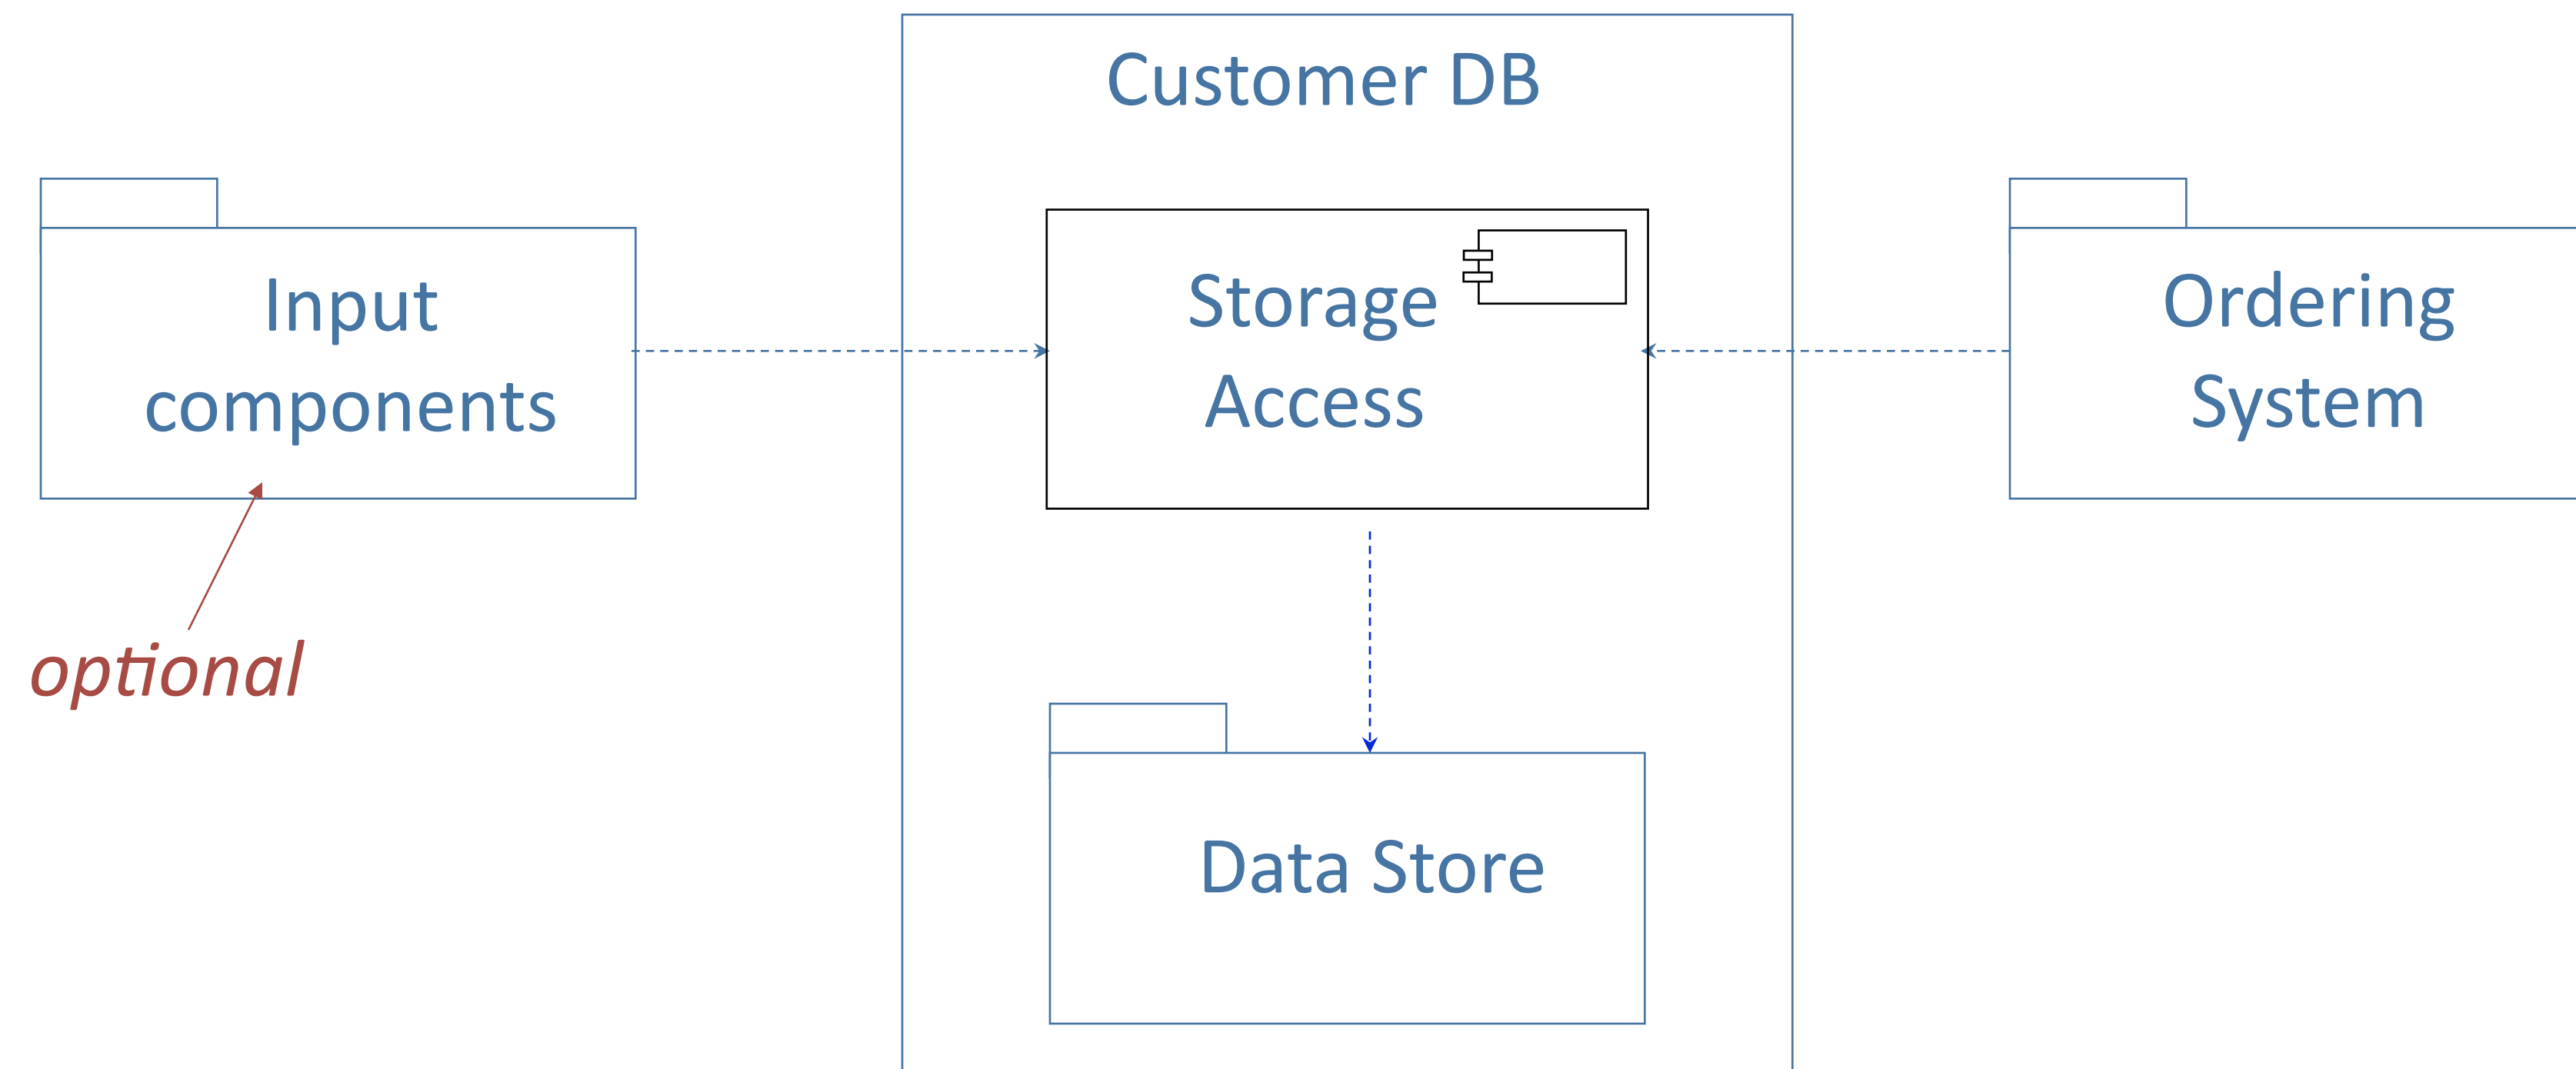 Customer DB
Input
components
Storage
Access
Ordering
System
optional
Data Store